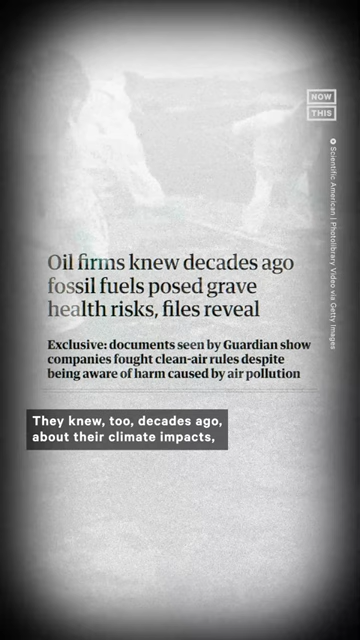 NOW
THIS
Scientific American | Photolibrary Video via Getty Images
Oil firms knew decades ago
fossil fuels posed grave
health risks, files reveal
Exclusive: documents seen by Guardian show
companies fought clean-air rules despite
being aware of harm caused by air pollution
They knew, too, decades ago,
about their climate impacts,